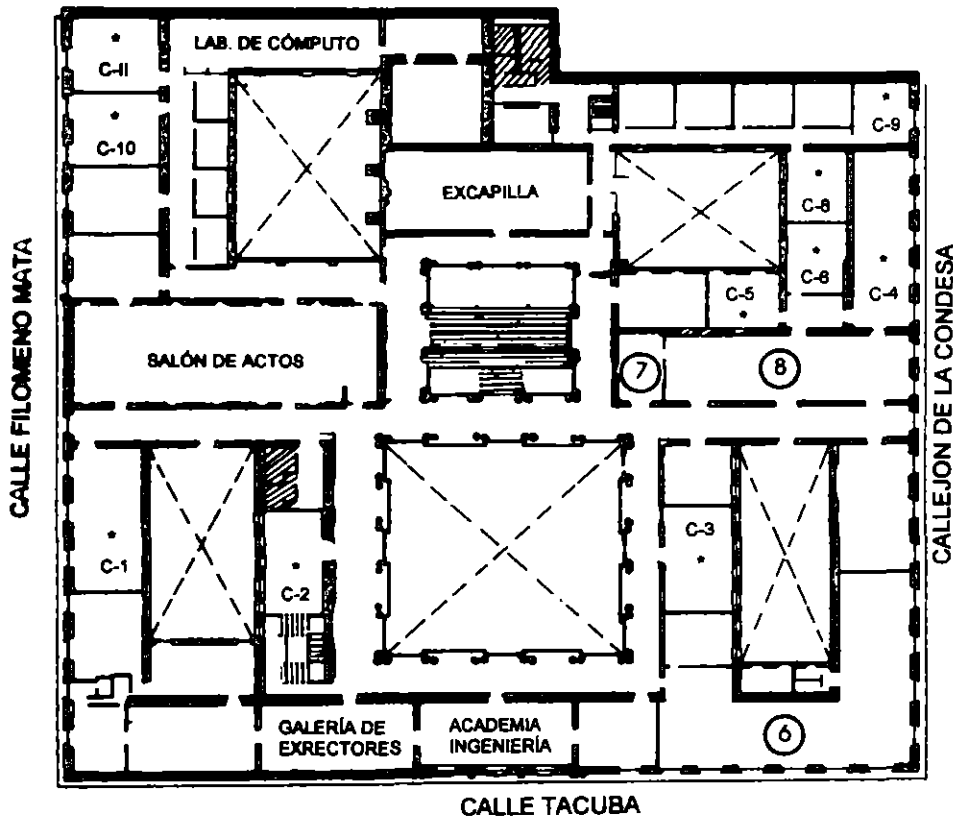 LAB. DE CÓMPUTO
C-II
C-10
C-9
EXCAPILLA
C-8
C-6
C-5
C-4
CALLE FILOMENO MATA
SALÓN DE ACTOS
7
8
CALLEJON DE LA CONDESA
C-1
C-2
C-3
GALERÍA DE
EXRECTORES
ACADEMIA
INGENIERÍA
6
CALLE TACUBA